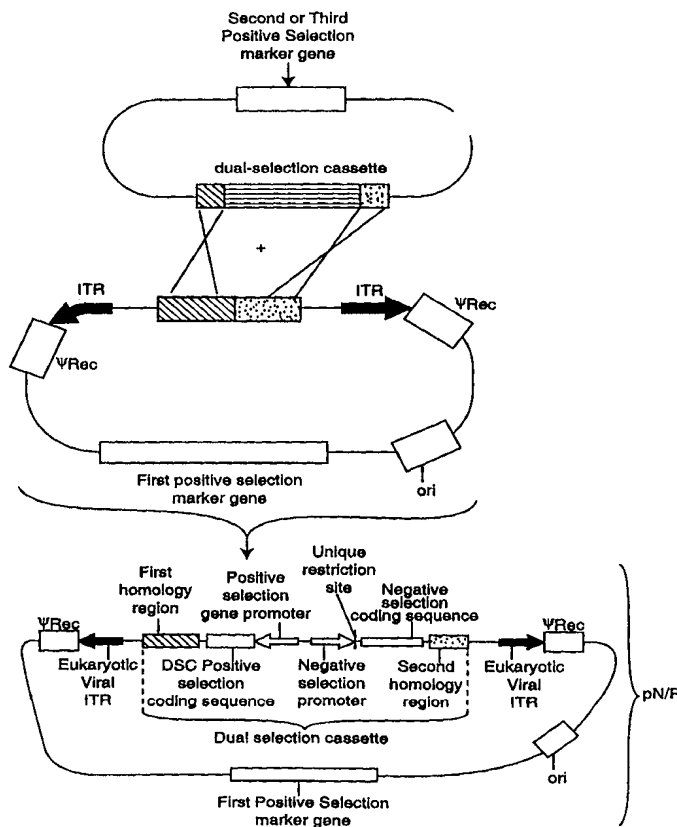 Second or Third
Positive Selection
marker gene
dual-selection cassette
+
ITR
ITR
ΨRec
ΨRec
First positive selection
marker gene
ori
Unique
restriction
site
First
homology
region
Positive
selection
gene promoter
Negative
selection
coding sequence
ΨRec
ΨRec
Eukaryotic
Viral
ITR
DSC Positive
selection
coding sequence
Negative
selection
promoter
Second
homology
region
Eukaryotic
Viral
ITR
pN/P
Dual selection cassette
ori
First Positive Selection
marker gene